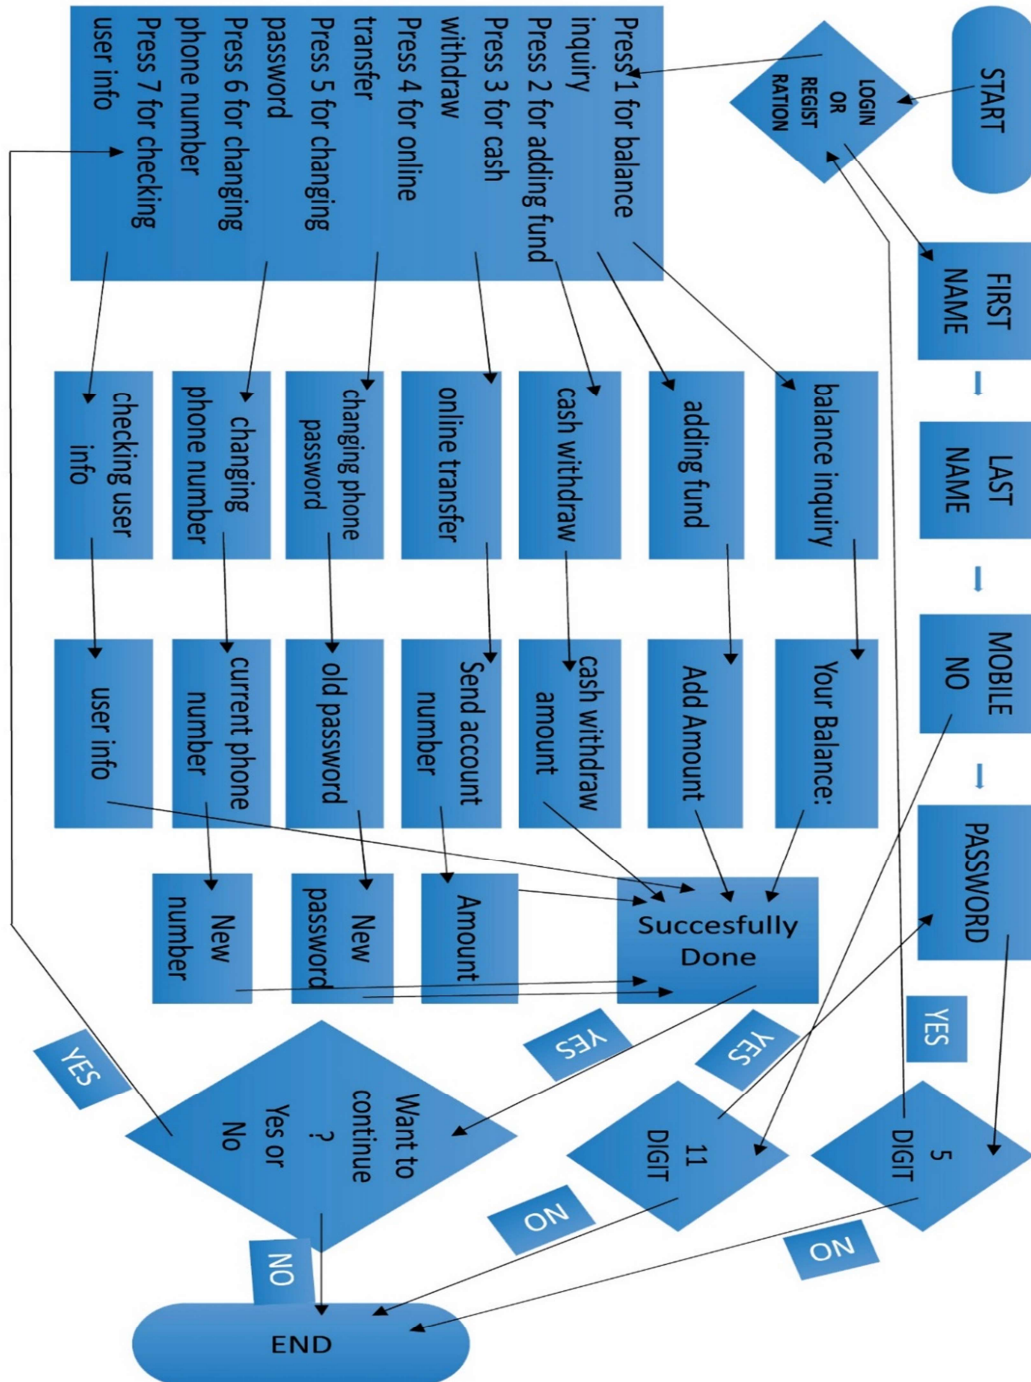 START
LOGIN
OR
REGIST
RATION
FIRST
NAME
LAST
NAME
MOBILE
NO
PASSWORD
5
DIGIT
YES
NO
11
DIGIT
YES
NO
Press 1 for balance
inquiry
Press 2 for adding fund
Press 3 for cash
withdraw
Press 4 for online
transfer
Press 5 for changing
password
Press 6 for changing
phone number
Press 7 for checking
user info
balance inquiry
Your Balance:
adding fund
Add Amount
cash withdraw
cash withdraw
amount
online transfer
Send account
number
Amount
changing phone
password
old password
New
password
changing
phone number
current phone
number
New
number
checking user
info
user info
Succesfully
Done
YES
Want to
continue
?
Yes or
No
YES
NO
END